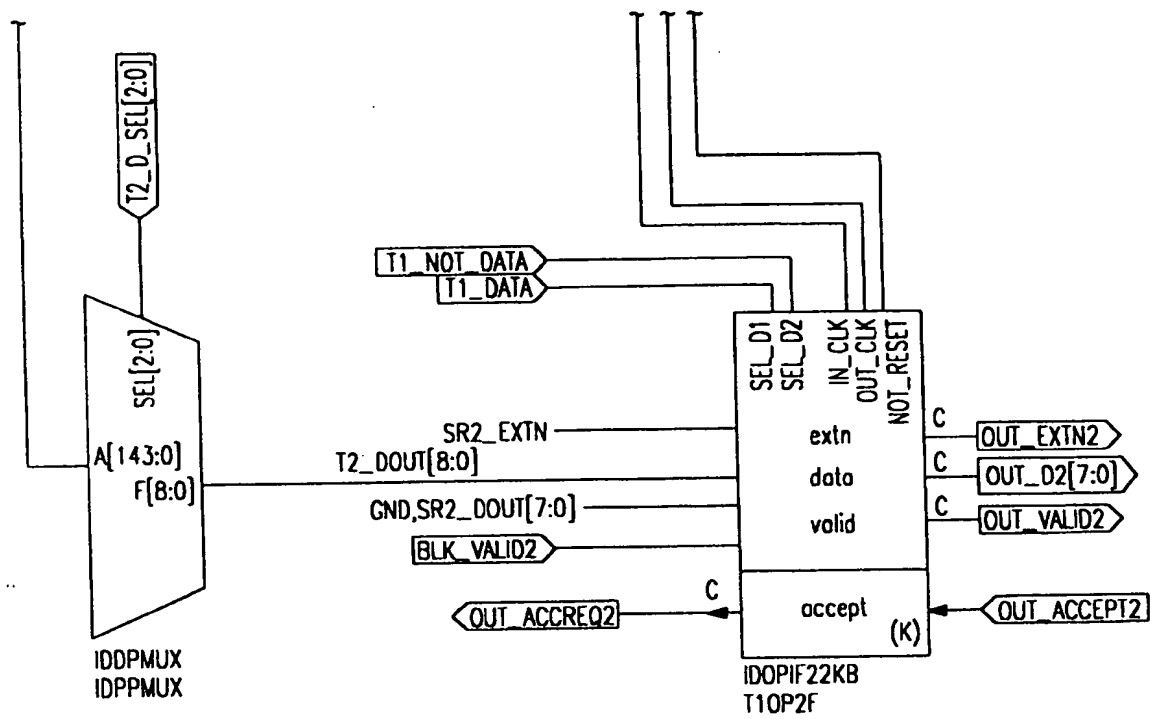 T2_D_SEL[2:0]
T1_NOT_DATA
T1_DATA
SEL[2:0]
SEL_D1
SEL_D2
IN_CLK
OUT_CLK
NOT_RESET
A[143:0]
F[8:0]
SR2_EXTN
extn
C
OUT_EXTN2
T2_DOUT[8:0]
data
C
OUT_D2[7:0]
GND,SR2_DOUT[7:0]
valid
C
OUT_VALID2
BLK_VALID2
C
OUT_ACCREQ2
accept
OUT_ACCEPT2
(K)
IDDPMUX
IDPPMUX
IDOPIF22KB
T1OP2F